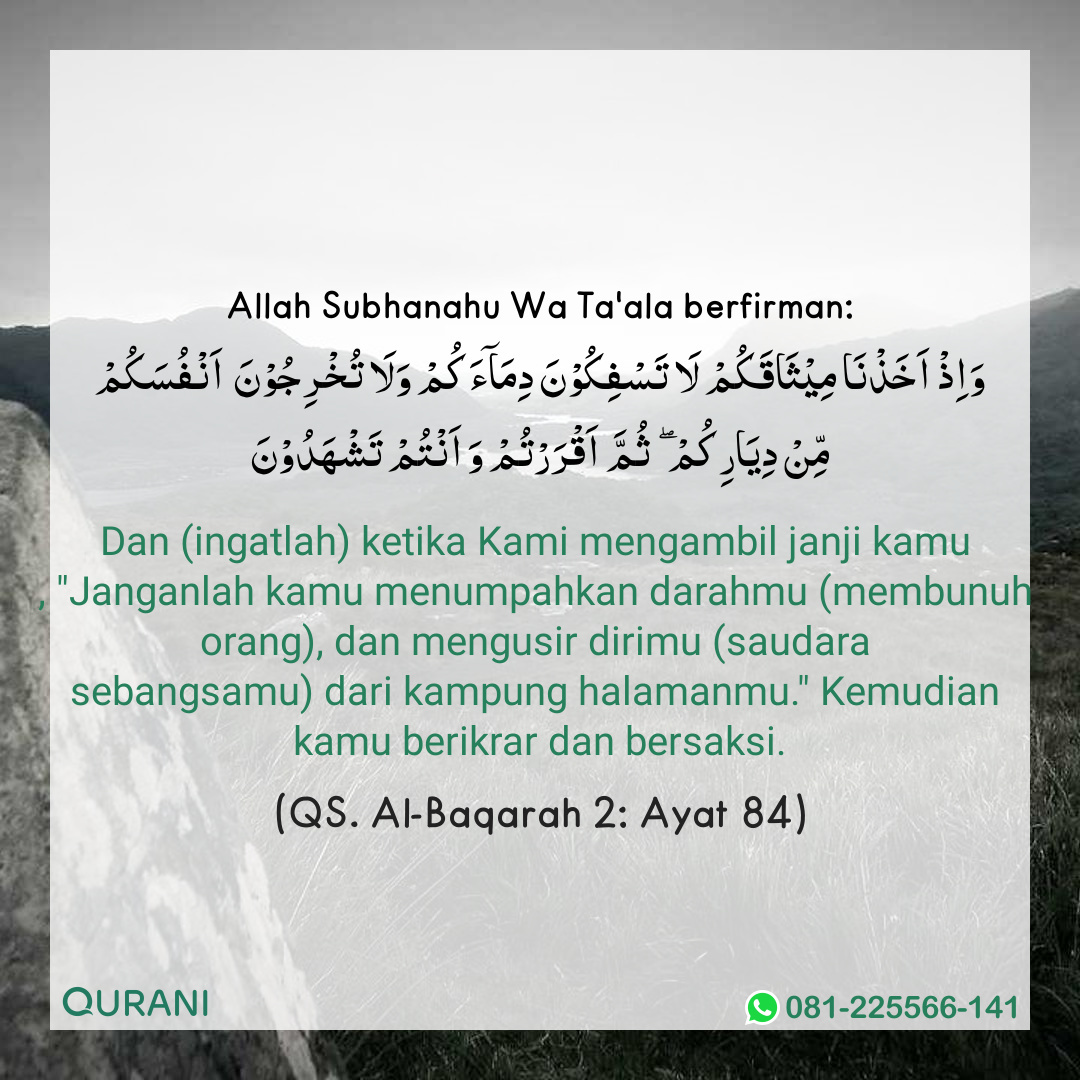 Allah Subhanahu Wa Ta'ala berfirman:
وَاِذْ اَخَذْنَا مِيْثَاقَكُمْ لَا تَسْفِكُوْنَ دِمَآءَكُمْ وَلَا تُخْرِجُوْنَ اَنْفُسَكُمْ
مِّنْ دِيَارِكُمْ ۖ ثُمَّ اَقْرَرْتُمْ وَاَنْتُمْ تَشْهَدُوْنَ
Dan (ingatlah) ketika Kami mengambil janji kamu
, "Janganlah kamu menumpahkan darahmu (membunuh
orang), dan mengusir dirimu (saudara
sebangsamu) dari kampung halamanmu." Kemudian
kamu berikrar dan bersaksi.
(QS. Al-Baqarah 2: Ayat 84)
QURANI
081-225566-141